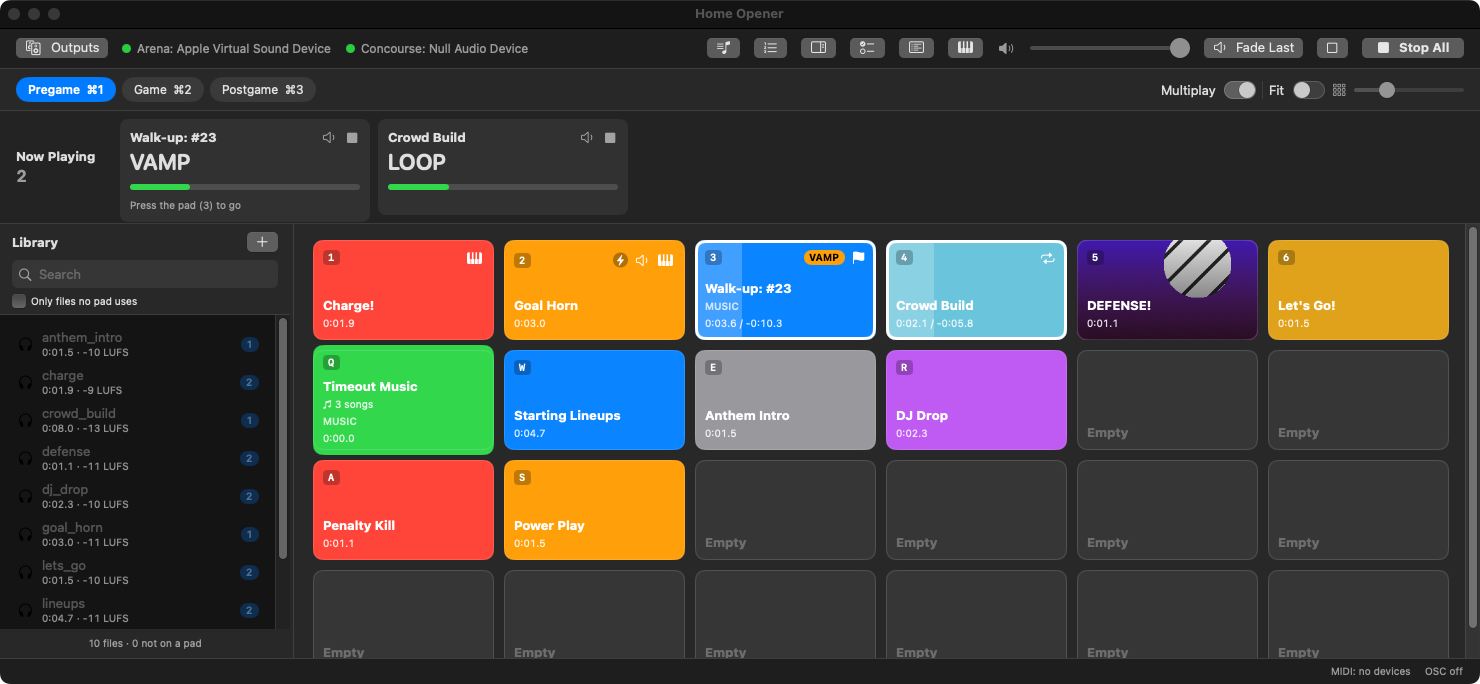 Home Opener
Outputs
Arena: Apple Virtual Sound Device
Concourse: Null Audio Device
Fade Last
Stop All
Pregame ⌘1
Game ⌘2
Postgame ⌘3
Multiplay
Fit
Now Playing
2
Walk-up: #23
VAMP
Press the pad (3) to go
Crowd Build
LOOP
Library
Search
Only files no pad uses
anthem_intro
0:01.5 · -10 LUFS
1
charge
0:01.9 · -9 LUFS
2
crowd_build
0:08.0 · -13 LUFS
1
defense
0:01.1 · -11 LUFS
2
dj_drop
0:02.3 · -10 LUFS
2
goal_horn
0:03.0 · -11 LUFS
1
lets_go
0:01.5 · -10 LUFS
2
lineups
0:04.7 · -11 LUFS
2
10 files · 0 not on a pad
1
Charge!
0:01.9
2
Goal Horn
0:03.0
3
VAMP
Walk-up: #23
MUSIC
0:03.6 / -0:10.3
4
Crowd Build
0:02.1 / -0:05.8
5
DEFENSE!
0:01.1
6
Let's Go!
0:01.5
Q
Timeout Music
3 songs
MUSIC
0:00.0
W
Starting Lineups
0:04.7
E
Anthem Intro
0:01.5
R
DJ Drop
0:02.3
Empty
Empty
A
Penalty Kill
0:01.1
S
Power Play
0:01.5
Empty
Empty
Empty
Empty
Empty
Empty
Empty
Empty
Empty
Empty
MIDI: no devices
OSC off